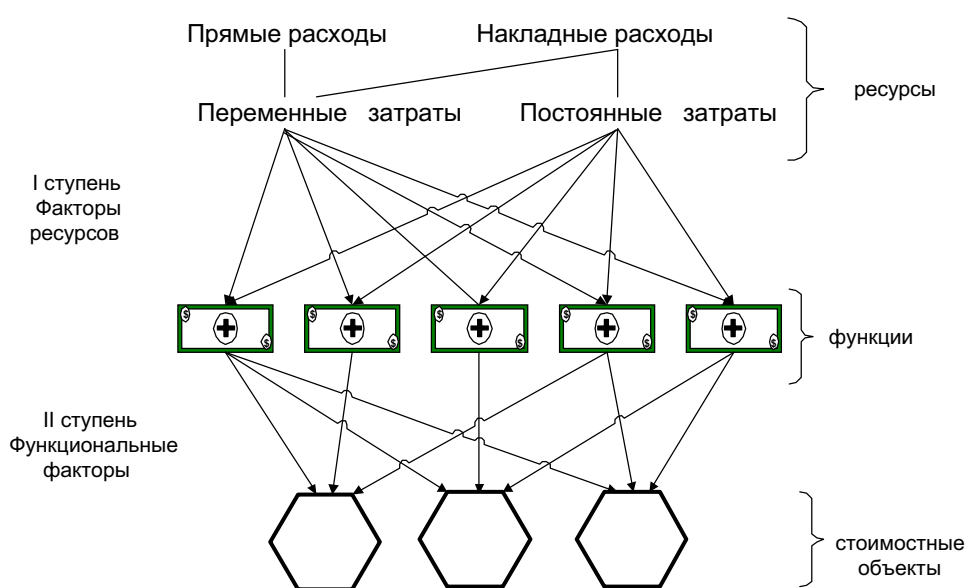 Прямые расходы
Накладные расходы
ресурсы
Переменные затраты
Постоянные затраты
I ступень
Факторы
ресурсов
$ $
$ $
$ $
$ $
$ $
функции
II ступень
Функциональные
факторы
стоимостные
объекты